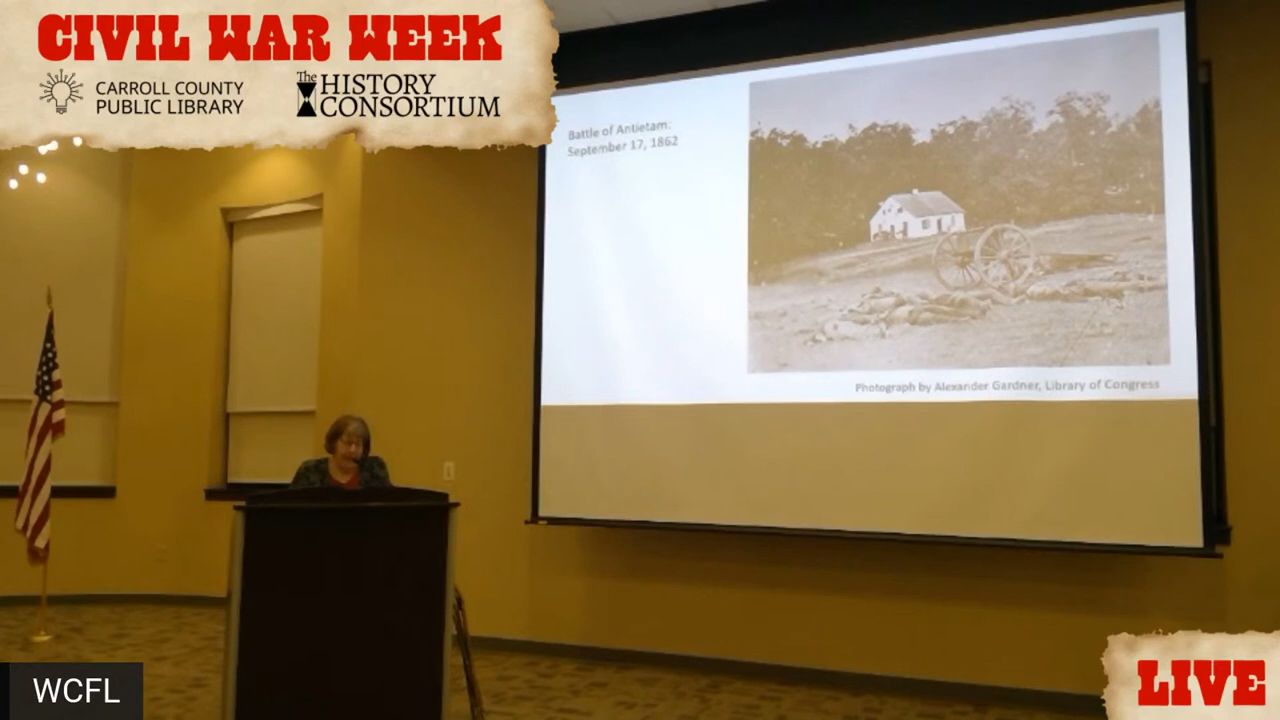 CIVIL WAR WEEK
CARROLL COUNTY
PUBLIC LIBRARY
The HISTORY
CONSORTIUM
Battle of Antietam:
September 17, 1862
Photograph by Alexander Gardner, Library of Congress
WCFL
LIVE